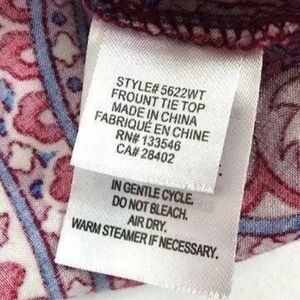 STYLE# 5622WT
FROUNT TIE TOP
MADE IN CHINA
FABRIQUÉ EN CHINE
RN# 133546
CA# 28402
IN GENTLE CYCLE.
DO NOT BLEACH.
AIR DRY.
WARM STEAMER IF NECESSARY.